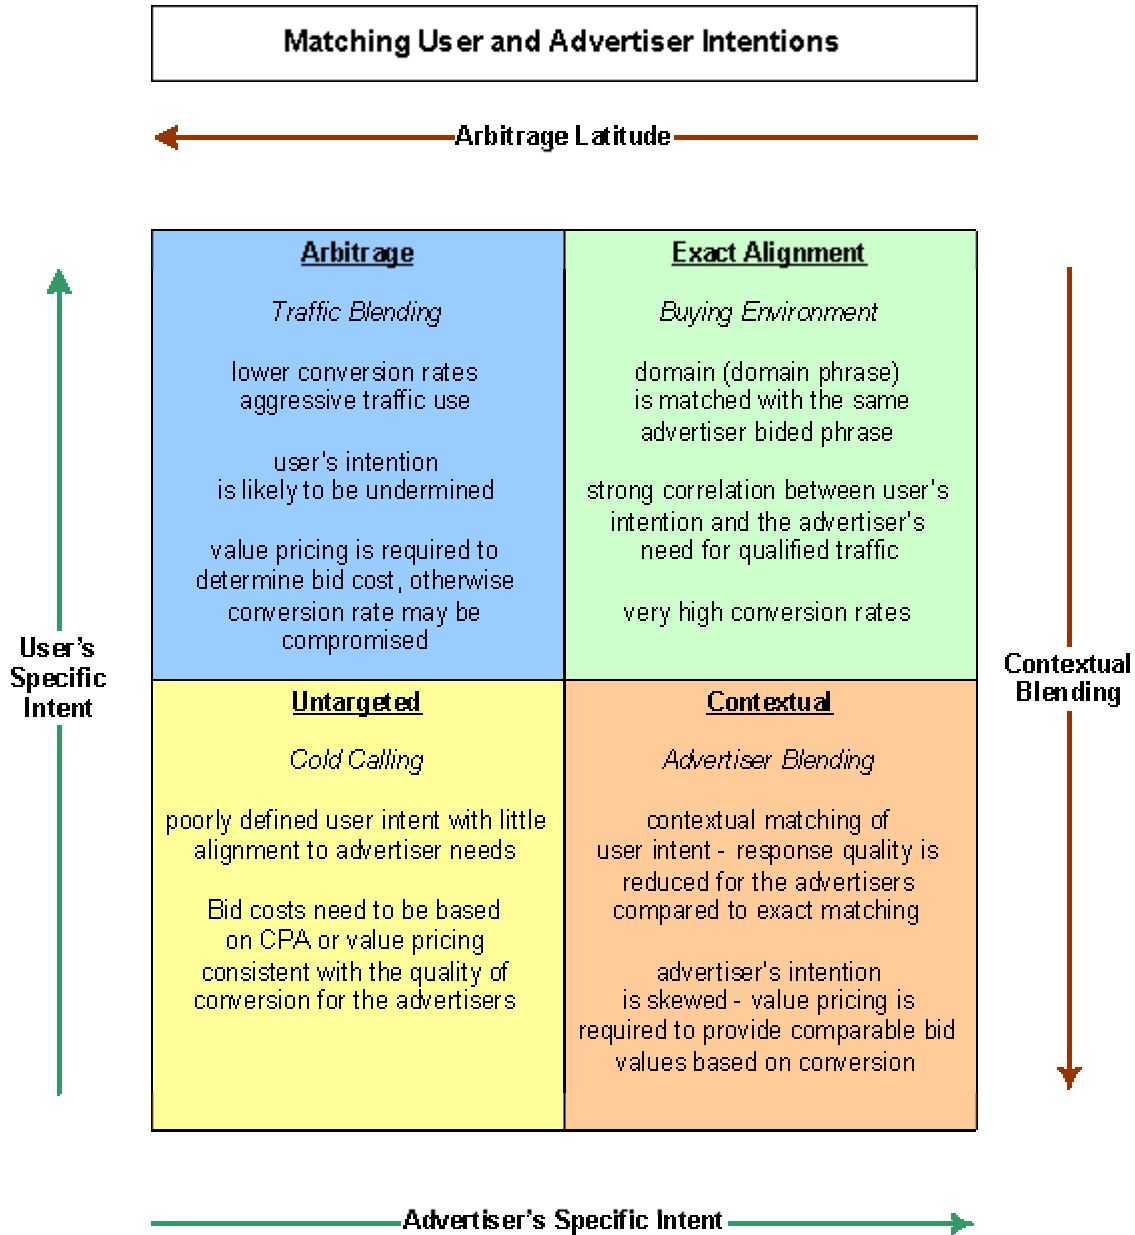 Matching User and Advertiser Intentions
Arbitrage Latitude
Arbitrage
Traffic Blending
lower conversion rates
aggressive traffic use
user's intention
is likely to be undermined
value pricing is required to
determine bid cost, otherwise
conversion rate may be
compromised
Exact Alignment
Buying Environment
domain (domain phrase)
is matched with the same
advertiser bided phrase
strong correlation between user's
intention and the advertiser's
need for qualified traffic
very high conversion rates
User's
Specific
Intent
Contextual
Blending
Untargeted
Cold Calling
poorly defined user intent with little
alignment to advertiser needs
Bid costs need to be based
on CPA or value pricing
consistent with the quality of
conversion for the advertisers
Contextual
Advertiser Blending
contextual matching of
user intent - response quality is
reduced for the advertisers
compared to exact matching
advertiser's intention
is skewed - value pricing is
required to provide comparable bid
values based on conversion
Advertiser's Specific Intent